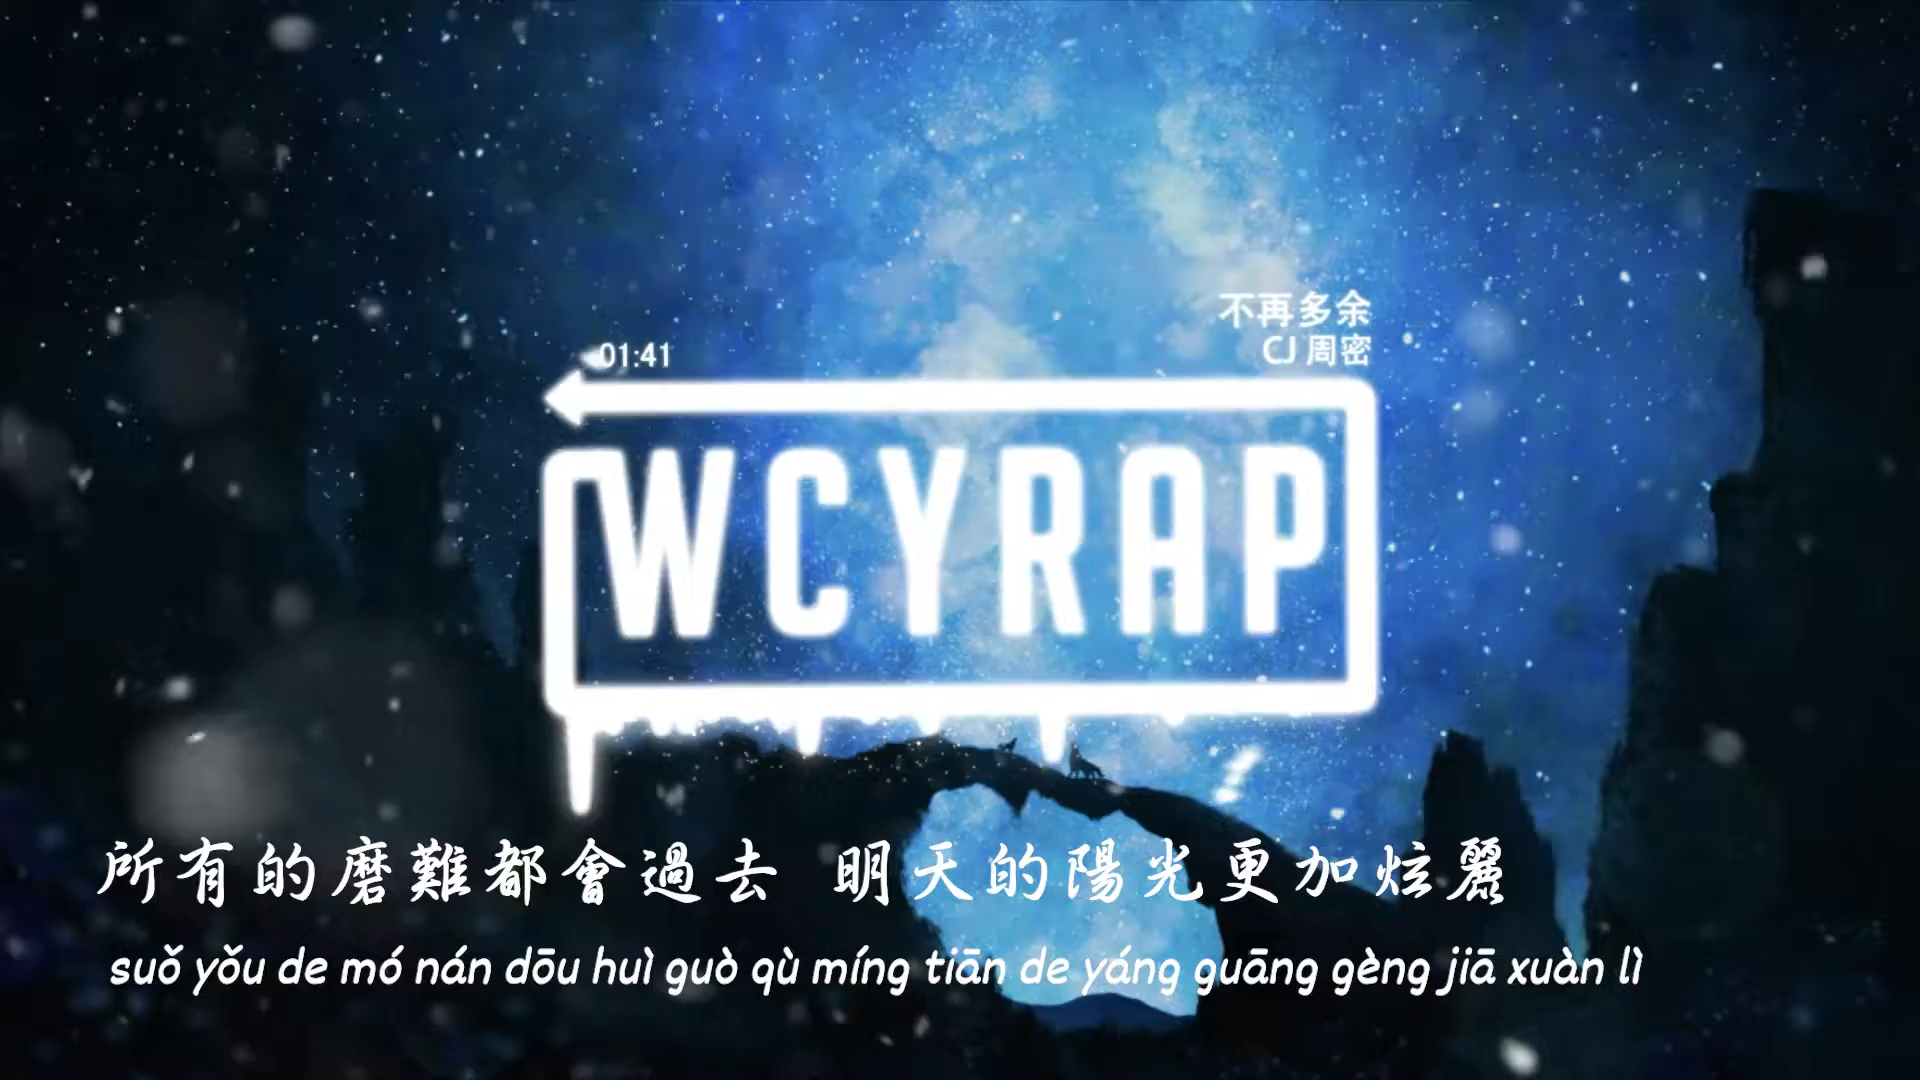 不再多余
01:41
CJ 周密
WCYRAP
所有的磨難都會過去 明天的陽光更加炫麗
suǒ yǒu de mó nán dōu huì guò qù míng tiān de yáng guāng gèng jiā xuàn lì